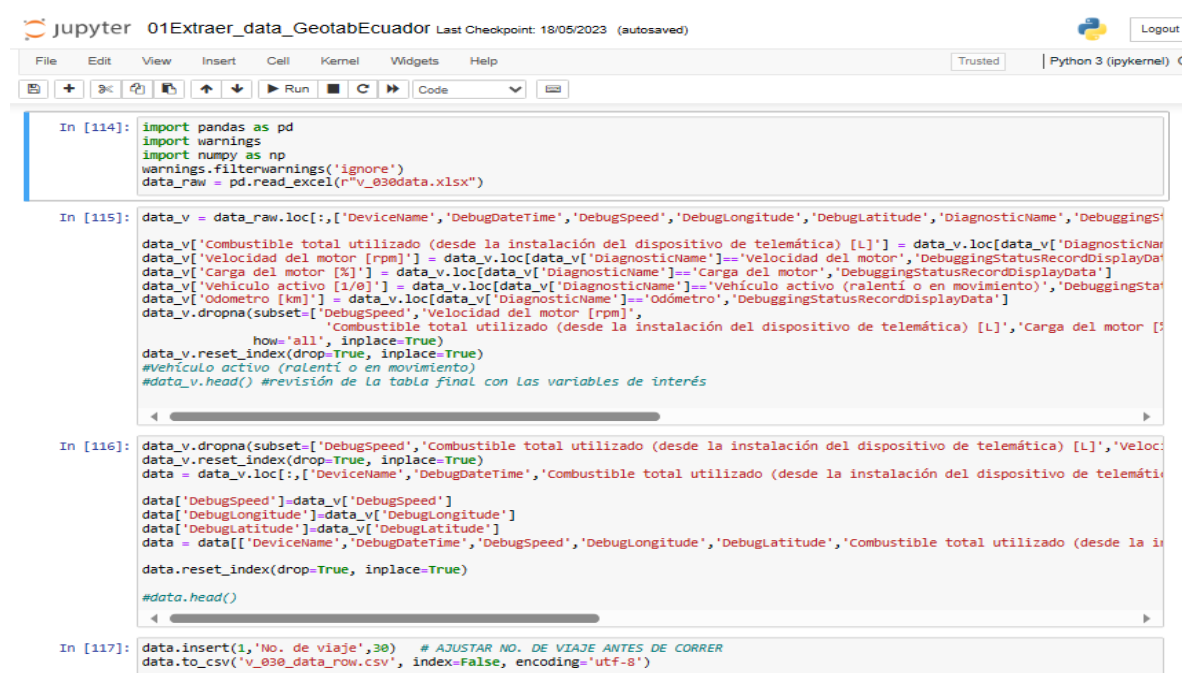 jupyter 01Extraer_data_GeotabEcuador Last Checkpoint: 18/05/2023 (autosaved)
Logout
File Edit View Insert Cell Kernel Widgets Help
Trusted
Python 3 (ipykernel)
Run
Code
In [114]: import pandas as pd
import warnings
import numpy as np
warnings.filterwarnings('ignore')
data_raw = pd.read_excel(r"v_030data.xlsx")
In [115]: data_v = data_raw.loc[:,['DeviceName','DebugDateTime','DebugSpeed','DebugLongitude','DebugLatitude','DiagnosticName','DebuggingSt
data_v['Combustible total utilizado (desde la instalación del dispositivo de telemática) [L]'] = data_v.loc[data_v['DiagnosticNam
data_v['Velocidad del motor [rpm]'] = data_v.loc[data_v['DiagnosticName']=='Velocidad del motor','DebuggingStatusRecordDisplayDat
data_v['Carga del motor [%]'] = data_v.loc[data_v['DiagnosticName']=='Carga del motor','DebuggingStatusRecordDisplayData']
data_v['Vehiculo activo [1/0]'] = data_v.loc[data_v['DiagnosticName']=='Vehículo activo (ralentí o en movimiento)','DebuggingStat
data_v['Odometro [km]'] = data_v.loc[data_v['DiagnosticName']=='Odómetro','DebuggingStatusRecordDisplayData']
data_v.dropna(subset=['DebugSpeed','Velocidad del motor [rpm]',
'Combustible total utilizado (desde la instalación del dispositivo de telemática) [L]','Carga del motor [%
how='all', inplace=True)
data_v.reset_index(drop=True, inplace=True)
#Vehículo activo (ralentí o en movimiento)
#data_v.head() #revisión de la tabla final con las variables de interés
In [116]: data_v.dropna(subset=['DebugSpeed','Combustible total utilizado (desde la instalación del dispositivo de telemática) [L]','Veloci
data_v.reset_index(drop=True, inplace=True)
data = data_v.loc[:,['DeviceName','DebugDateTime','Combustible total utilizado (desde la instalación del dispositivo de telemátic
data['DebugSpeed']=data_v['DebugSpeed']
data['DebugLongitude']=data_v['DebugLongitude']
data['DebugLatitude']=data_v['DebugLatitude']
data = data[['DeviceName','DebugDateTime','DebugSpeed','DebugLongitude','DebugLatitude','Combustible total utilizado (desde la in
data.reset_index(drop=True, inplace=True)
#data.head()
In [117]: data.insert(1,'No. de viaje',30) # AJUSTAR NO. DE VIAJE ANTES DE CORRER
data.to_csv('v_030_data_row.csv', index=False, encoding='utf-8')